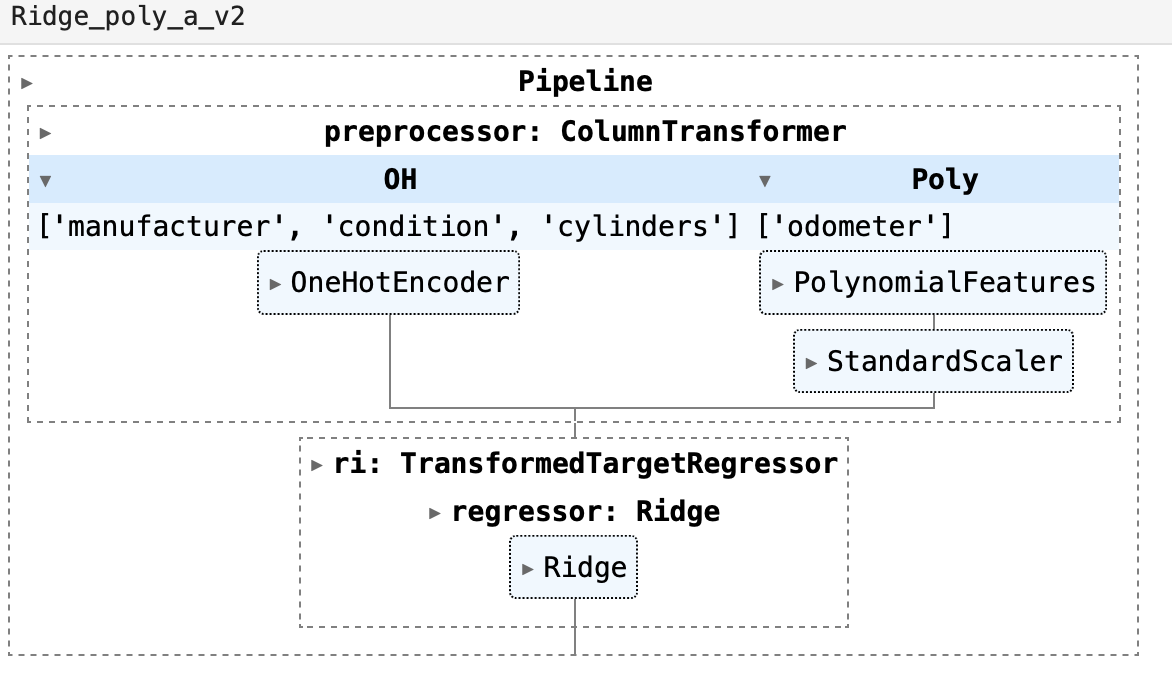 Ridge_poly_a_v2
Pipeline
preprocessor: ColumnTransformer
OH
Poly
['manufacturer', 'condition', 'cylinders']
['odometer']
OneHotEncoder
PolynomialFeatures
StandardScaler
ri: TransformedTargetRegressor
regressor: Ridge
Ridge